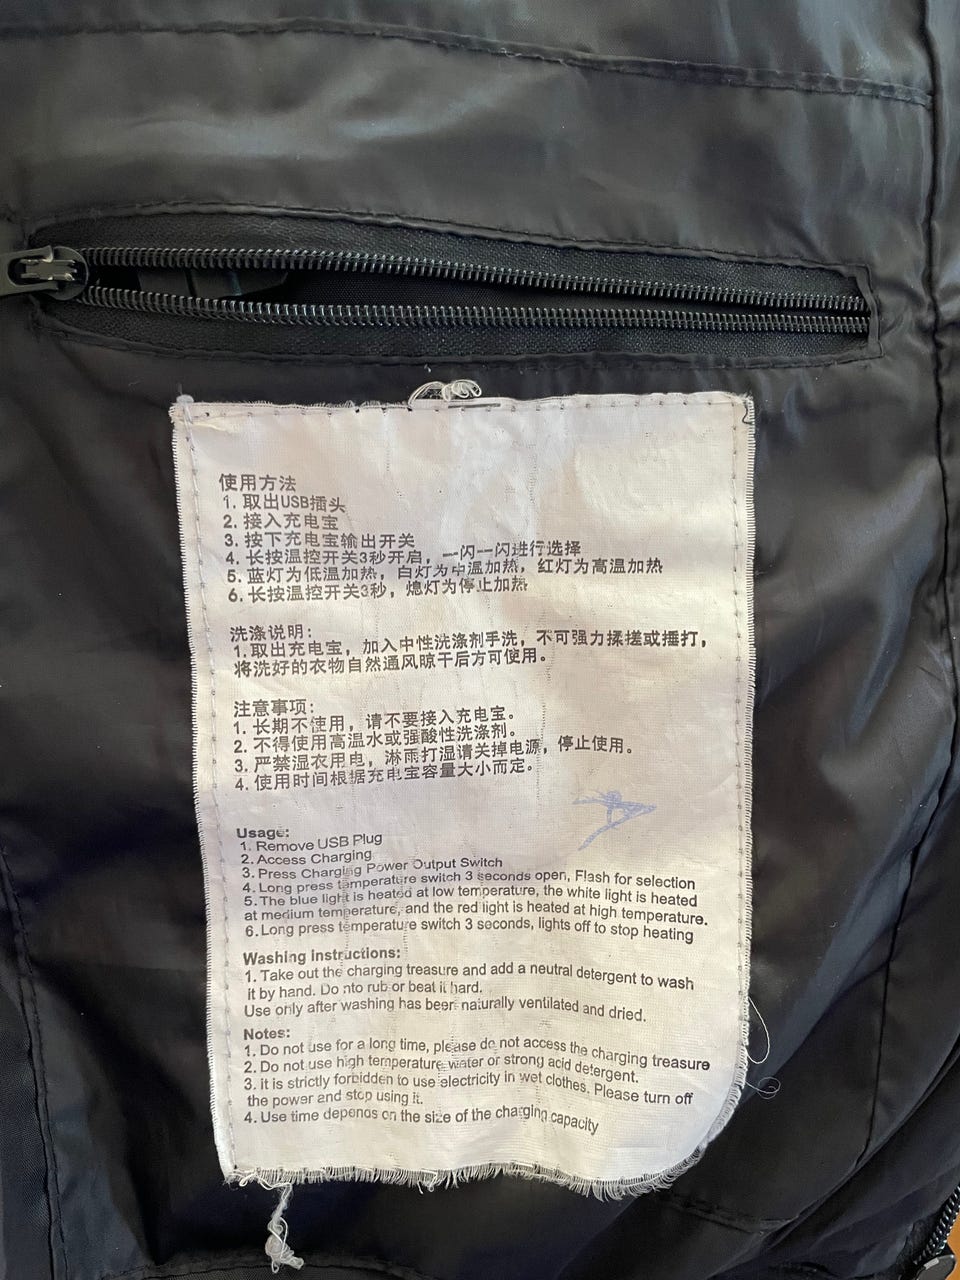 使用方法
1. 取出USB插头
2. 接入充电宝
3. 按下充电宝输出开关
4. 长按温控开关3秒开启，一闪一闪进行选择
5. 蓝灯为低温加热，白灯为中温加热，红灯为高温加热
6. 长按温控开关3秒，熄灯为停止加热
洗涤说明：
1. 取出充电宝，加入中性洗涤剂手洗，不可强力揉搓或捶打，
将洗好的衣物自然通风晾干后方可使用。
注意事项：
1. 长期不使用，请不要接入充电宝。
2. 不得使用高温水或强酸性洗涤剂。
3. 严禁湿衣用电，淋雨打湿请关掉电源，停止使用。
4. 使用时间根据充电宝容量大小而定。
Usage:
1. Remove USB Plug
2. Access Charging
3. Press Charging Power Output Switch
4. Long press temperature switch 3 seconds open, Flash for selection
5. The blue light is heated at low temperature, the white light is heated
at medium temperature, and the red light is heated at high temperature.
6. Long press temperature switch 3 seconds, lights off to stop heating
Washing Instructions:
1. Take out the charging treasure and add a neutral detergent to wash
it by hand. Do nto rub or beat it hard.
Use only after washing has been naturally ventilated and dried.
Notes:
1. Do not use for a long time, please do not access the charging treasure
2. Do not use high temperature water or strong acid detergent.
3. it is strictly forbidden to use electricity in wet clothes. Please turn off
the power and stop using it.
4. Use time depends on the size of the charging capacity